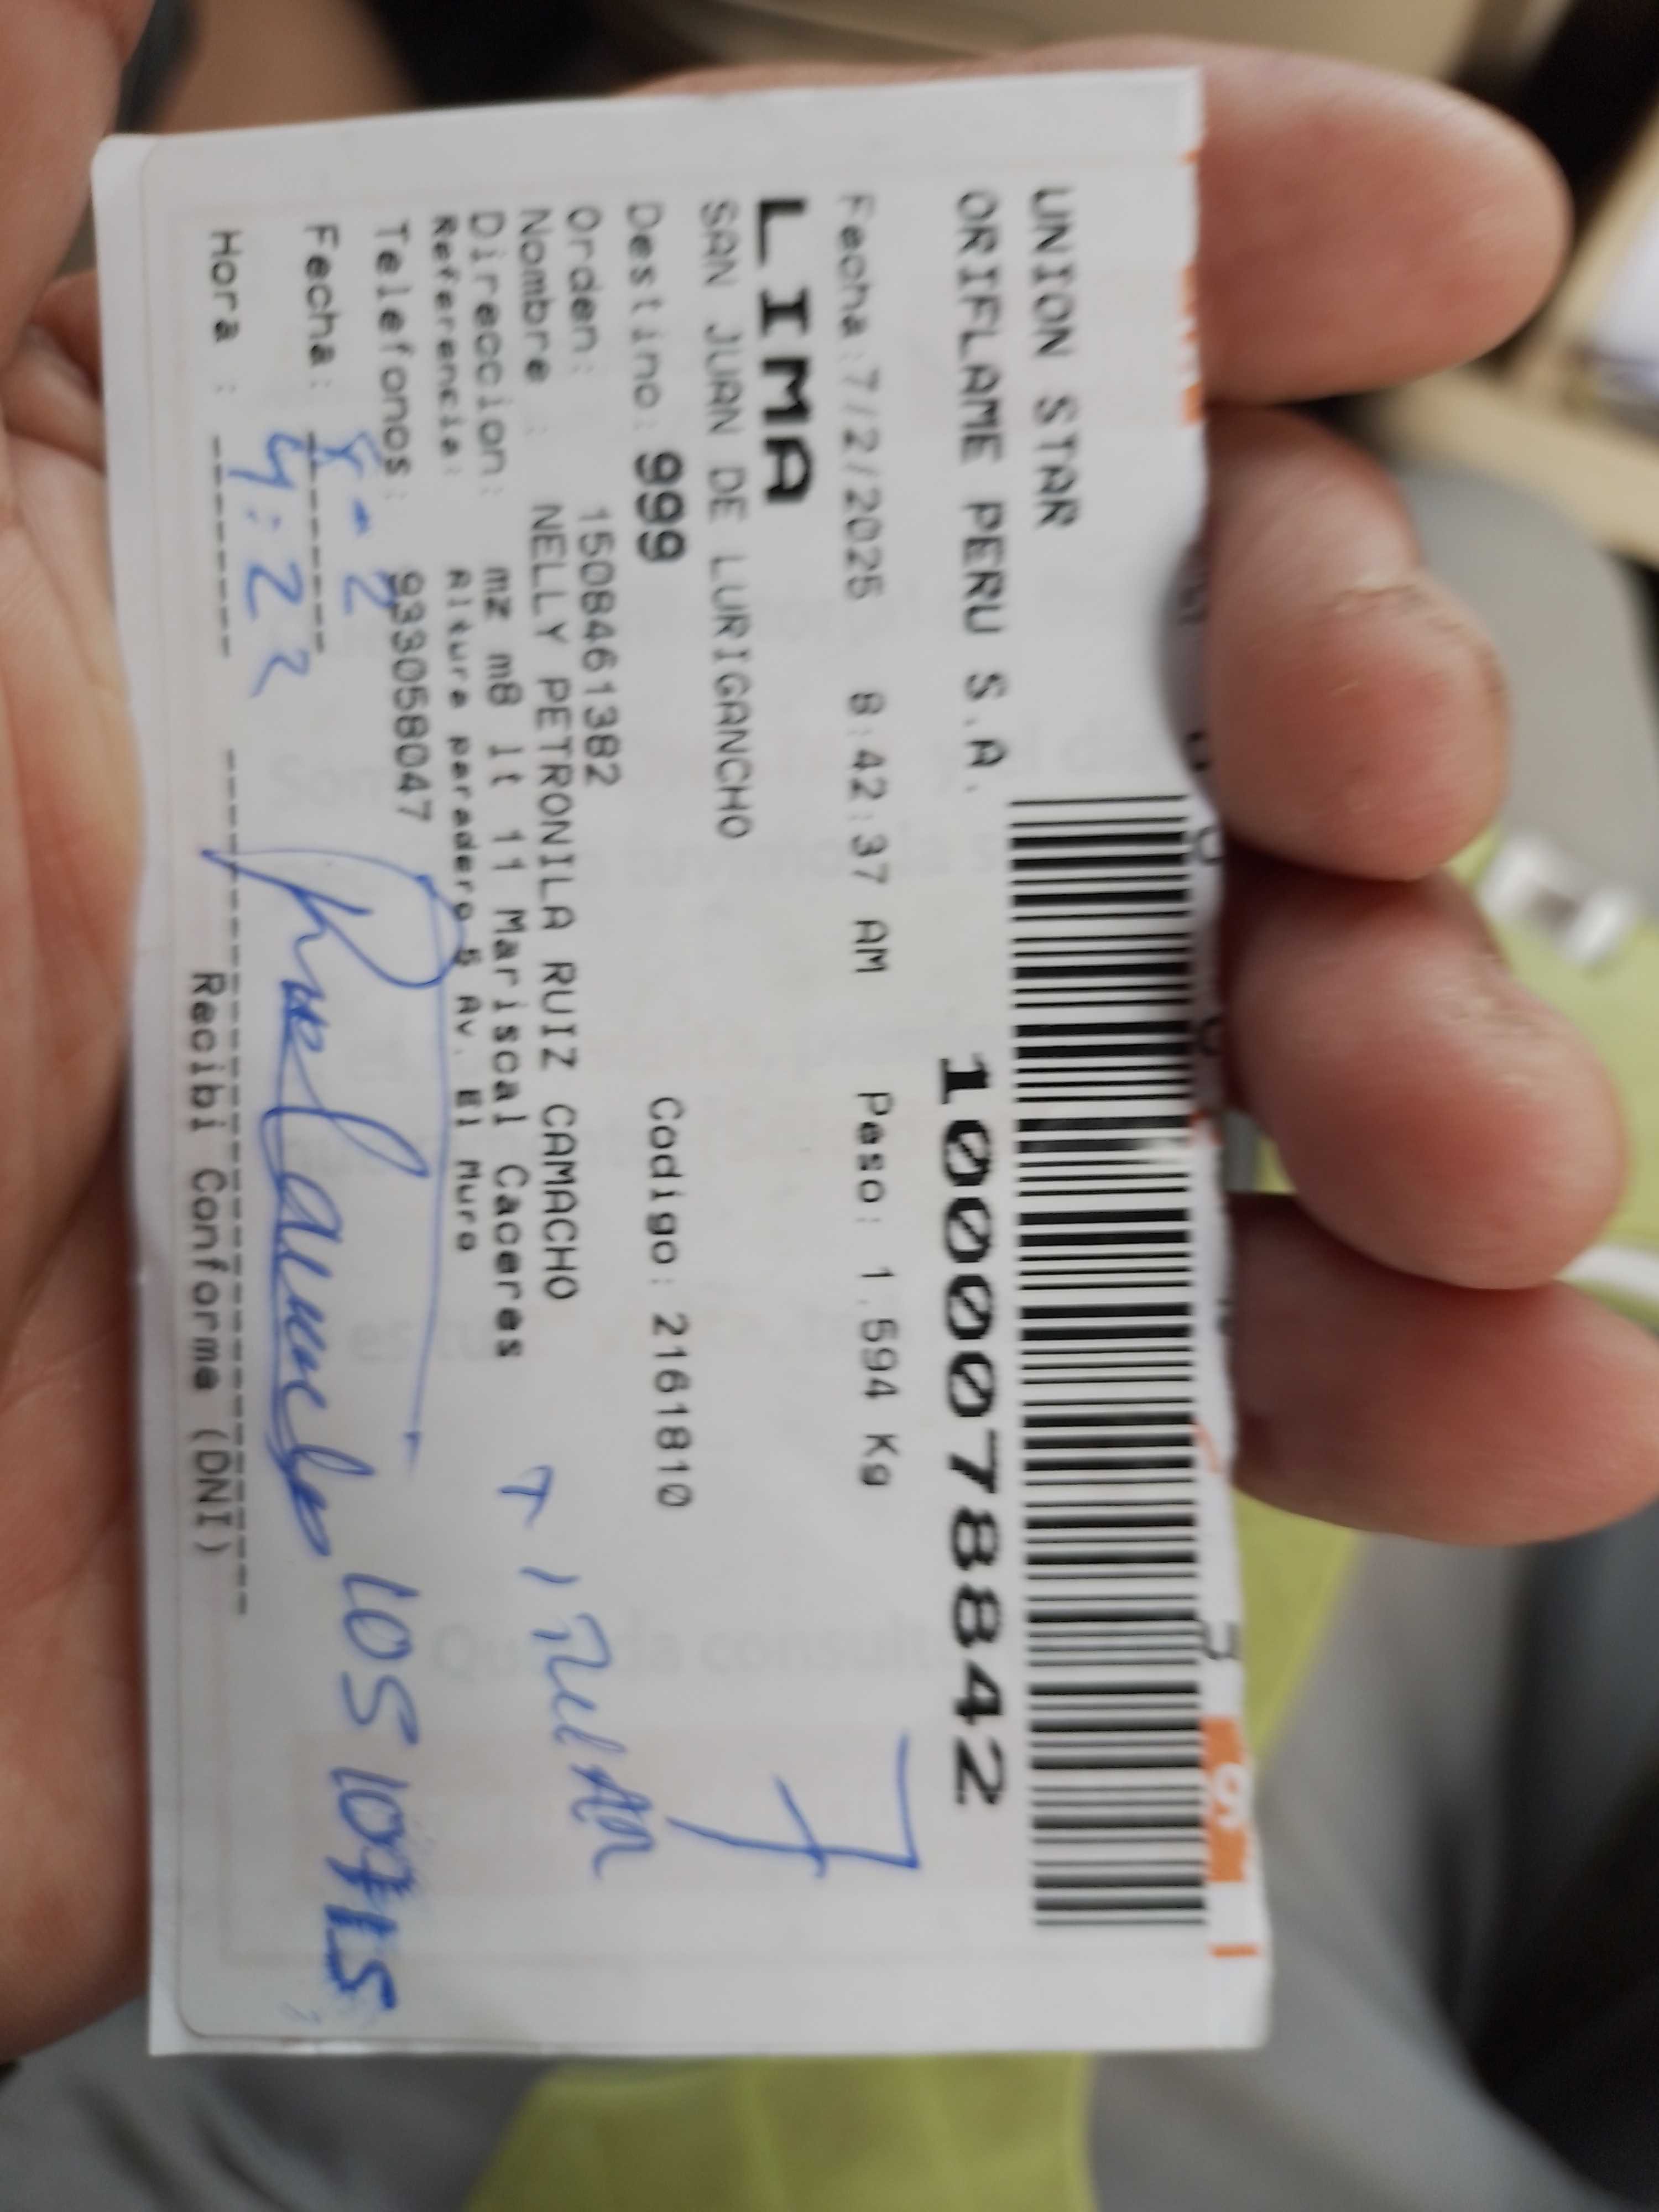 UNION STAR
ORIFLAME PERU S.A.
1000078842
Fecha:7/2/2025 8:42:37 AM Peso: 1.594 Kg
LIMA
7
SAN JUAN DE LURIGANCHO
Destino: 999 Codigo: 2161810
Orden: 1508461382
Nombre : NELLY PETRONILA RUIZ CAMACHO
Direccion: mz m8 lt 11 Mariscal Caceres
Referencia: Altura paradero 5 Av. El Muro
Telefonos: 933058047
Fecha: 8-2
Hora : 4:22
Recibi Conforme (DNI)